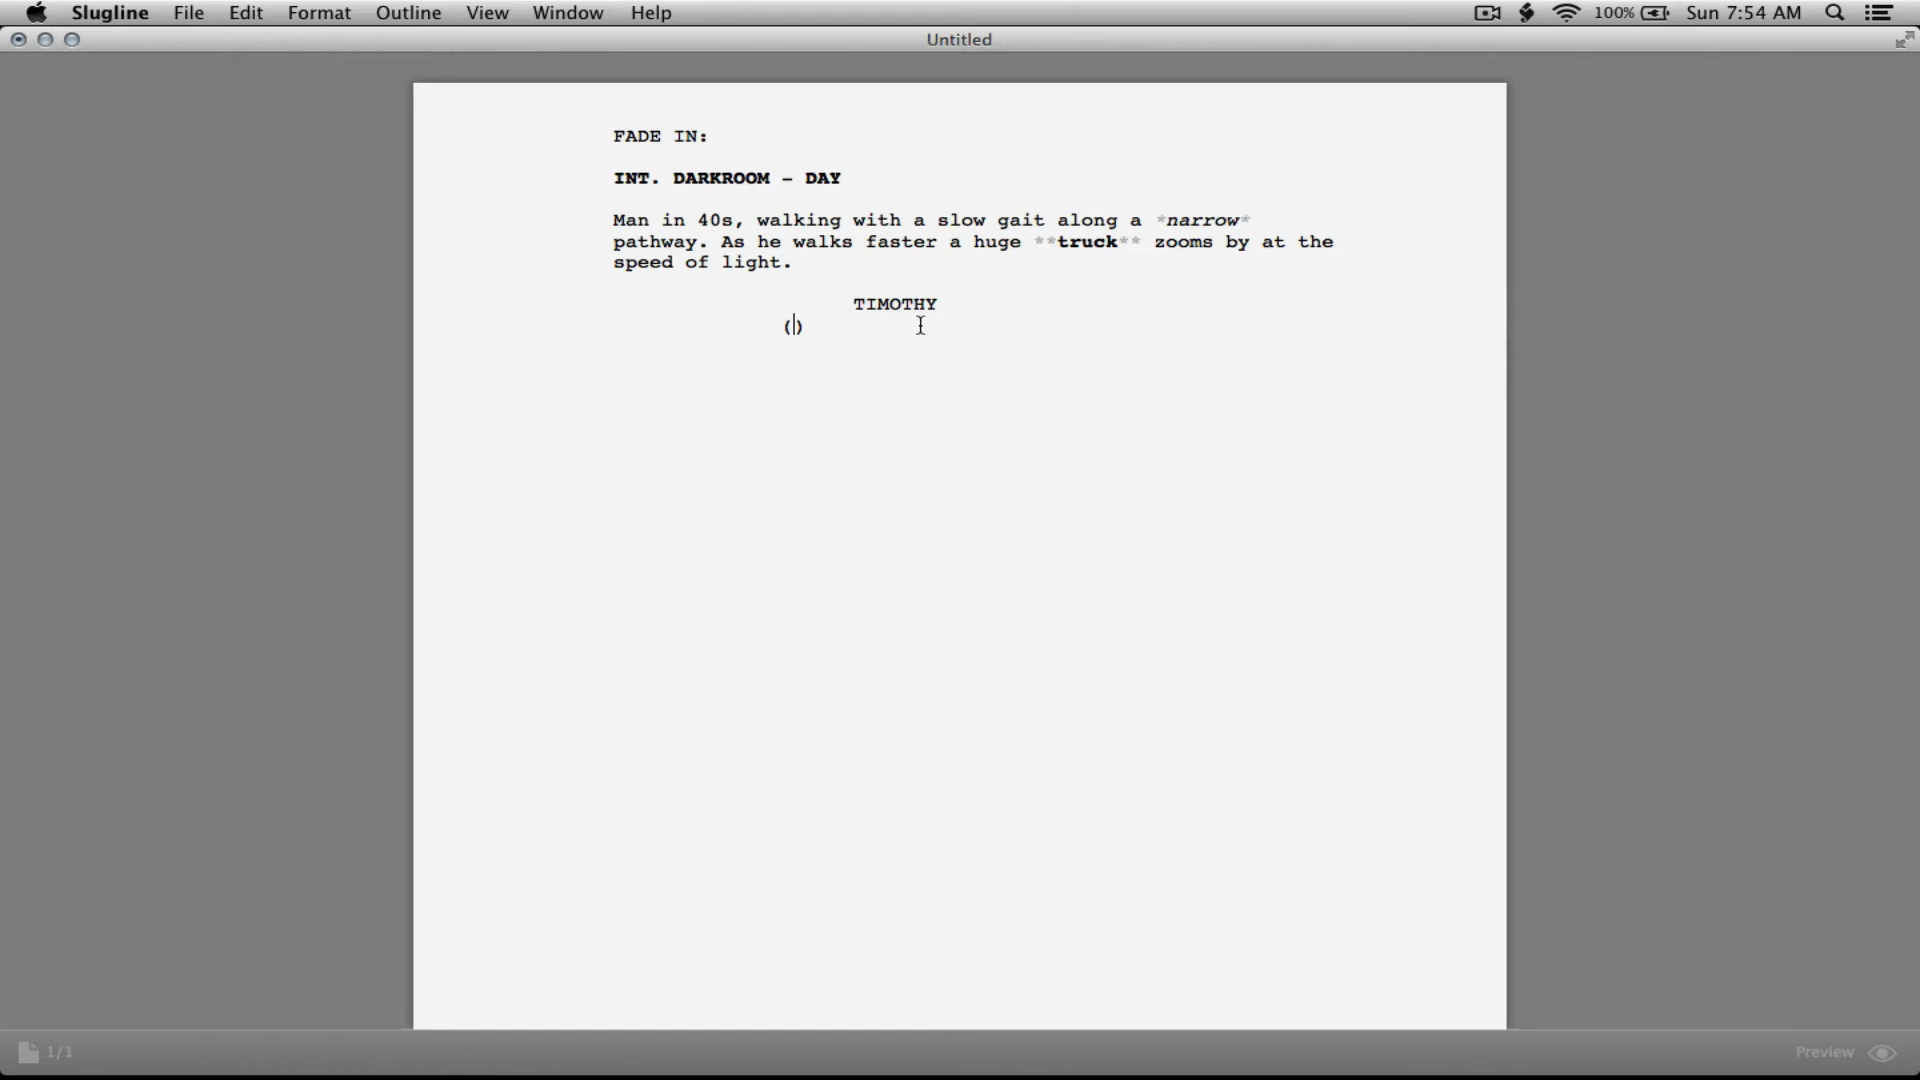 Slugline File Edit Format Outline View Window Help 100% Sun 7:54 AM
Untitled
FADE IN:
INT. DARKROOM - DAY
Man in 40s, walking with a slow gait along a *narrow*
pathway. As he walks faster a huge **truck** zooms by at the
speed of light.
TIMOTHY
()
1/1 Preview